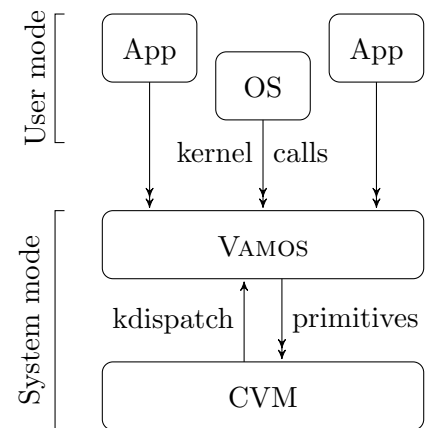 User mode
App
App
OS
kernel calls
System mode
VAMOS
kdispatch
primitives
CVM